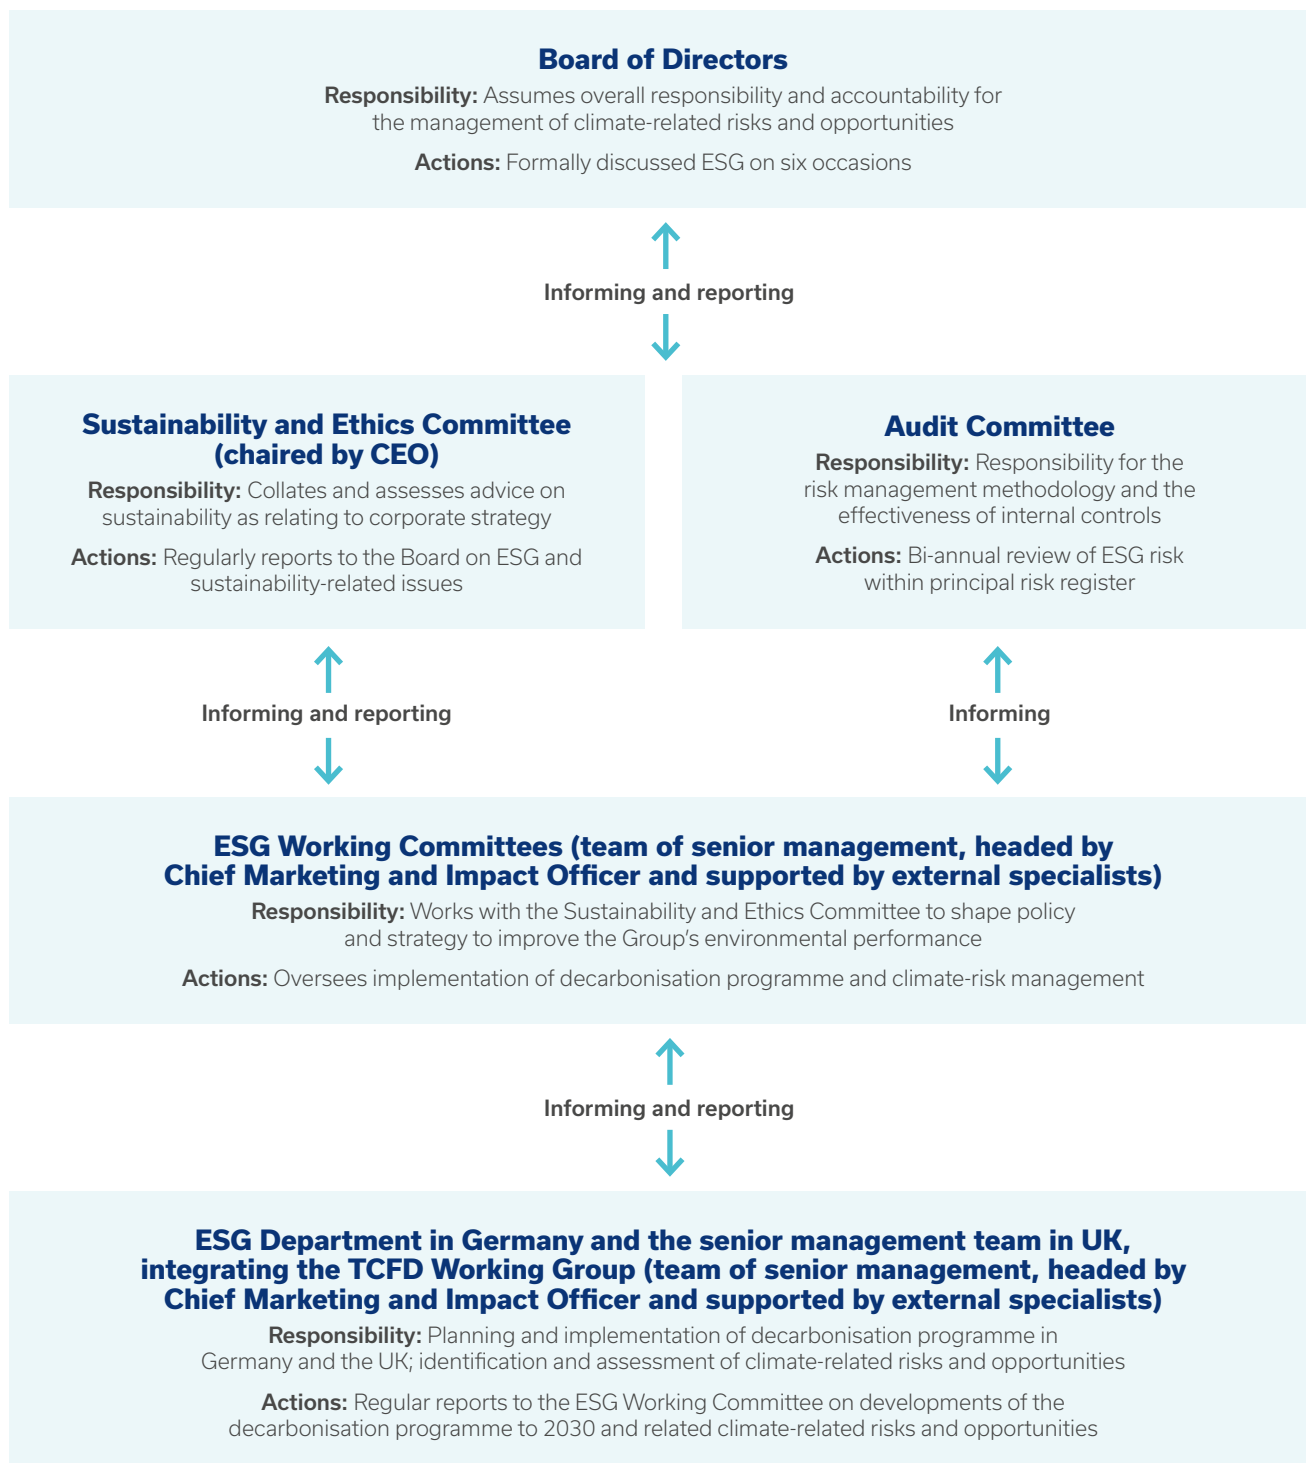 Board of Directors
Responsibility: Assumes overall responsibility and accountability for
the management of climate-related risks and opportunities
Actions: Formally discussed ESG on six occasions
Informing and reporting
Sustainability and Ethics Committee
(chaired by CEO)
Responsibility: Collates and assesses advice on
sustainability as relating to corporate strategy
Actions: Regularly reports to the Board on ESG and
sustainability-related issues
Audit Committee
Responsibility: Responsibility for the
risk management methodology and the
effectiveness of internal controls
Actions: Bi-annual review of ESG risk
within principal risk register
Informing and reporting
Informing
ESG Working Committees (team of senior management, headed by
Chief Marketing and Impact Officer and supported by external specialists)
Responsibility: Works with the Sustainability and Ethics Committee to shape policy
and strategy to improve the Group's environmental performance
Actions: Oversees implementation of decarbonisation programme and climate-risk management
Informing and reporting
ESG Department in Germany and the senior management team in UK,
integrating the TCFD Working Group (team of senior management, headed by
Chief Marketing and Impact Officer and supported by external specialists)
Responsibility: Planning and implementation of decarbonisation programme in
Germany and the UK; identification and assessment of climate-related risks and opportunities
Actions: Regular reports to the ESG Working Committee on developments of the
decarbonisation programme to 2030 and related climate-related risks and opportunities